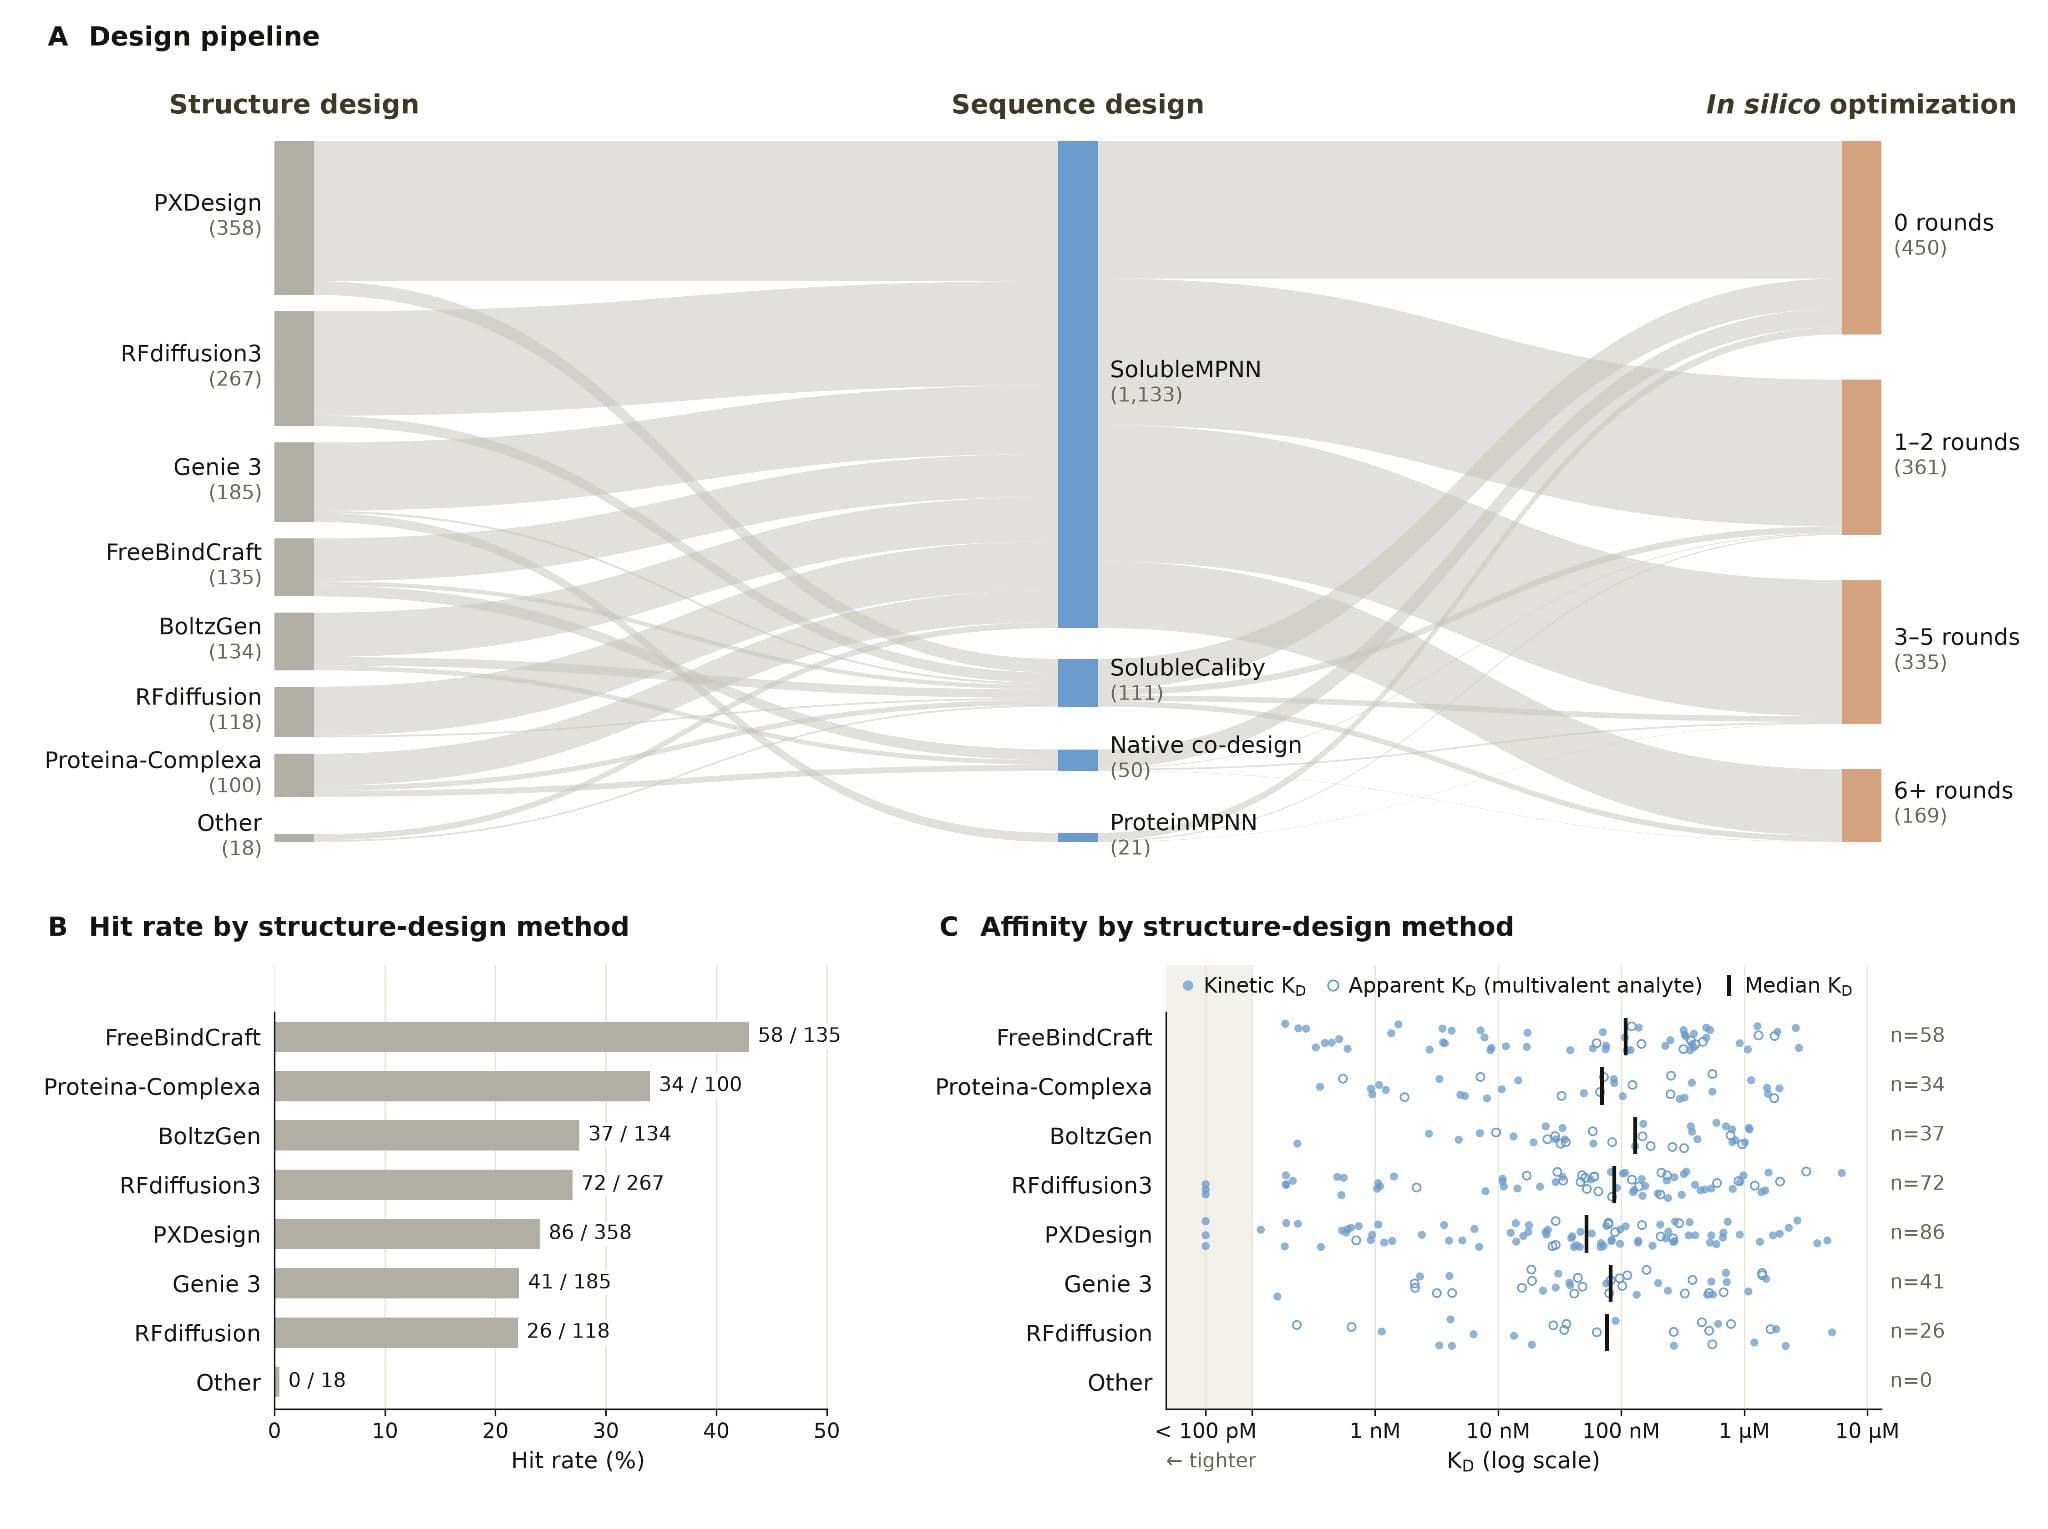 A Design pipeline
Structure design
Sequence design
In silico optimization
PXDesign
(358)
RFdiffusion3
(267)
Genie 3
(185)
FreeBindCraft
(135)
BoltzGen
(134)
RFdiffusion
(118)
Proteina-Complexa
(100)
Other
(18)
SolubleMPNN
(1,133)
SolubleCaliby
(111)
Native co-design
(50)
ProteinMPNN
(21)
0 rounds
(450)
1–2 rounds
(361)
3–5 rounds
(335)
6+ rounds
(169)
B Hit rate by structure-design method
FreeBindCraft 58 / 135
Proteina-Complexa 34 / 100
BoltzGen 37 / 134
RFdiffusion3 72 / 267
PXDesign 86 / 358
Genie 3 41 / 185
RFdiffusion 26 / 118
Other 0 / 18
0 10 20 30 40 50
Hit rate (%)
C Affinity by structure-design method
Kinetic KD Apparent KD (multivalent analyte) Median KD
FreeBindCraft n=58
Proteina-Complexa n=34
BoltzGen n=37
RFdiffusion3 n=72
PXDesign n=86
Genie 3 n=41
RFdiffusion n=26
Other n=0
< 100 pM 1 nM 10 nM 100 nM 1 µM 10 µM
← tighter KD (log scale)